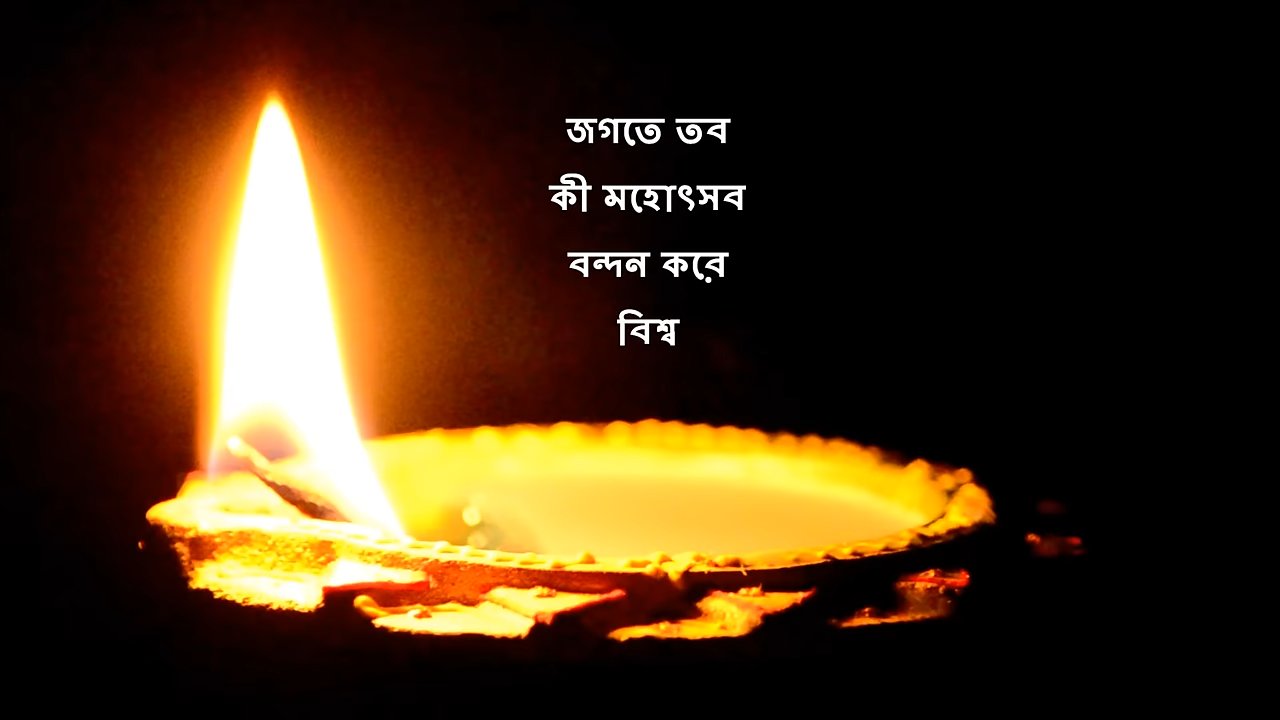 জগতে তব
কী মহোৎসব
বন্দন করে
বিশ্ব